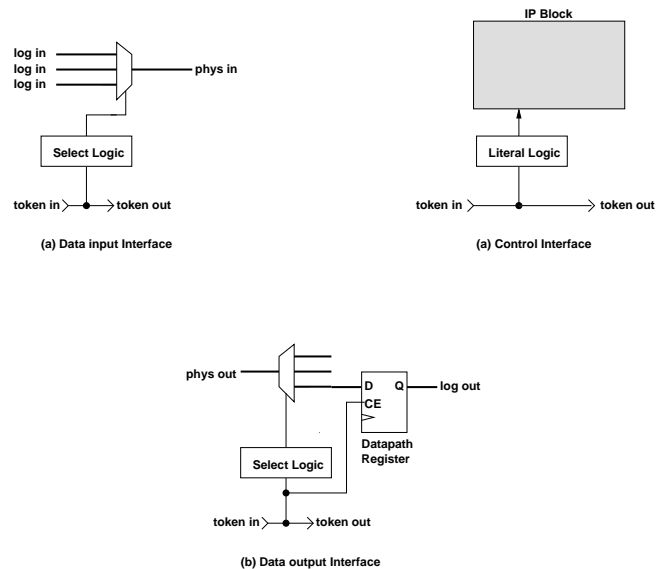 IP Block
log in
log in
log in
phys in
Select Logic
Literal Logic
token in
token out
token in
token out
(a) Data input Interface
(a) Control Interface
phys out
D
Q
log out
CE
Datapath
Register
Select Logic
token in
token out
(b) Data output Interface